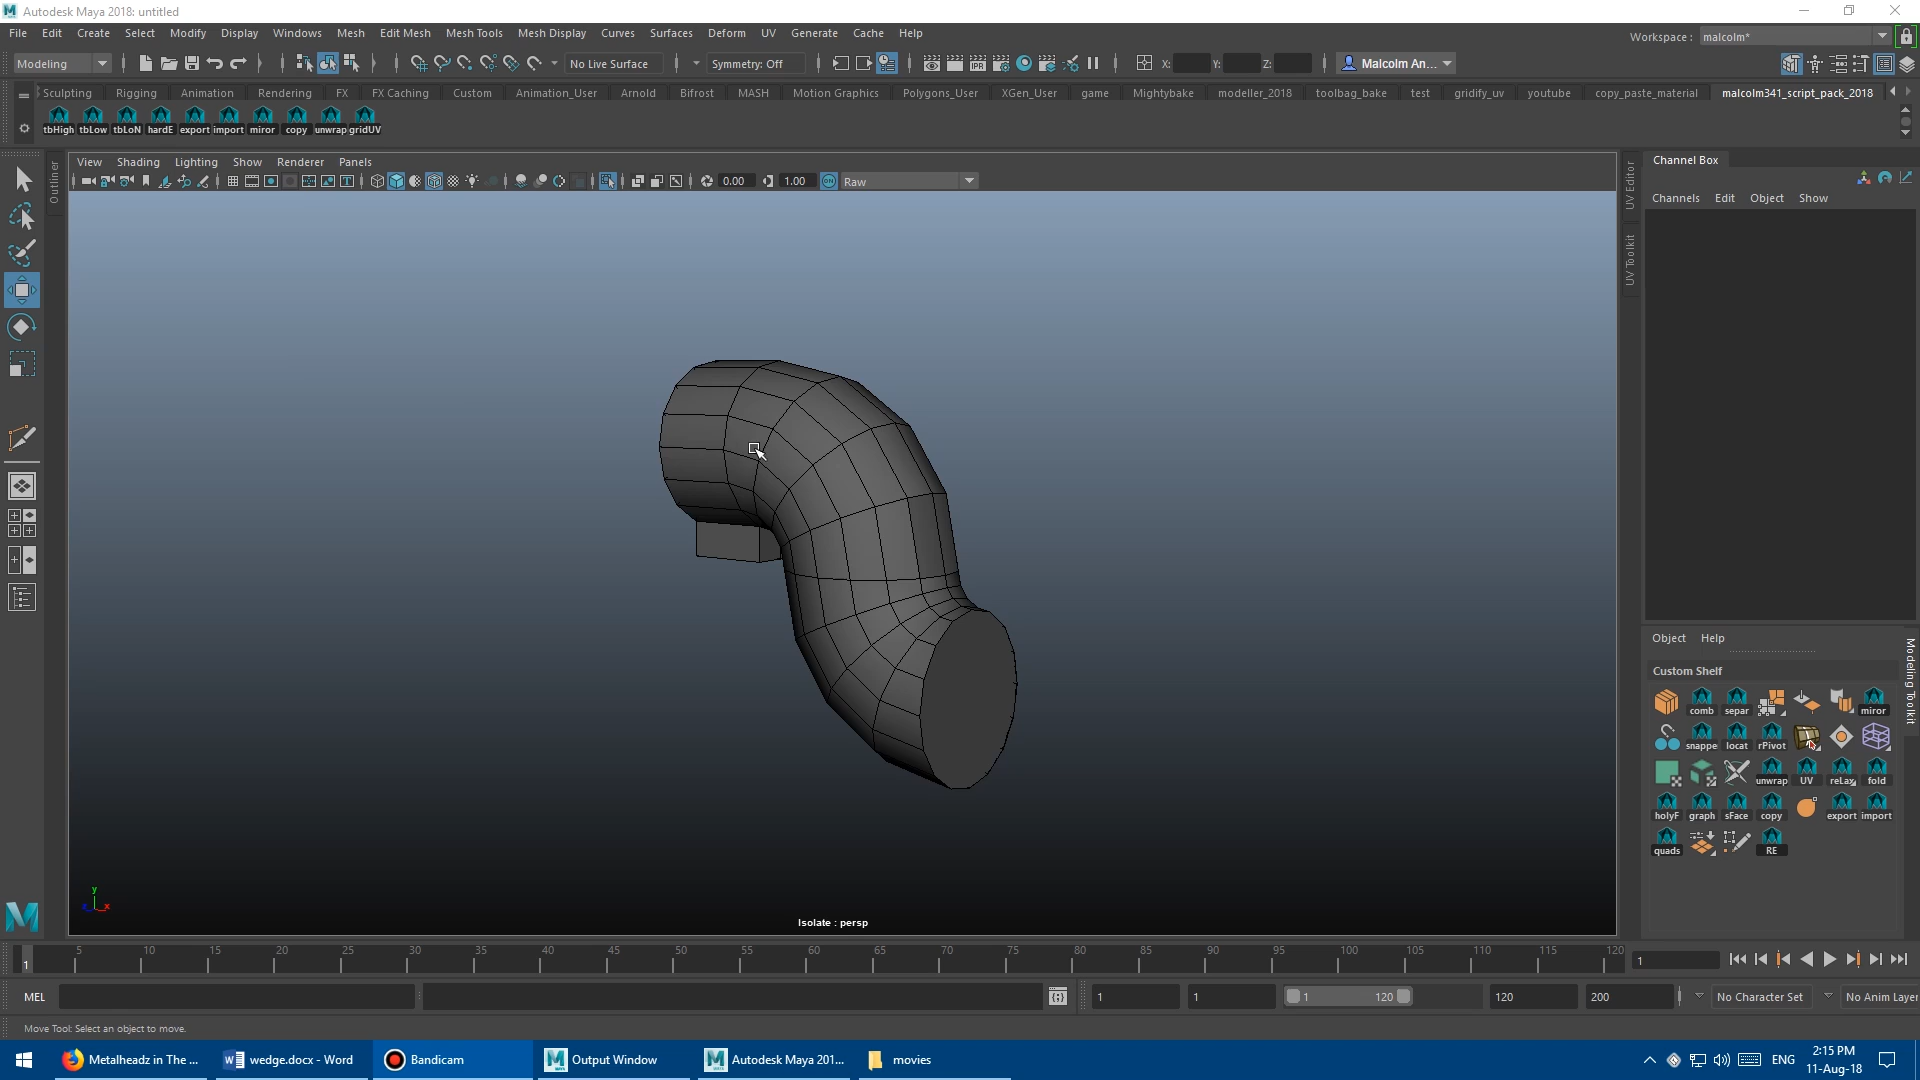 Autodesk Maya 2018: untitled
File Edit Create Select Modify Display Windows Mesh Edit Mesh Mesh Tools Mesh Display Curves Surfaces Deform UV Generate Cache Help
Workspace : malcolm*
Modeling No Live Surface Symmetry: Off X: Y: Z: Malcolm An...
Sculpting Rigging Animation Rendering FX FX Caching Custom Animation_User Arnold Bifrost MASH Motion Graphics Polygons_User XGen_User game Mightybake modeller_2018 toolbag_bake test gridify_uv youtube copy_paste_material malcolm341_script_pack_2018
tbHigh tbLow tbLoN hardE export import miror copy unwrap gridUV
View Shading Lighting Show Renderer Panels
0.00 1.00 ON Raw
Outliner
UV Editor
UV Toolkit
Channel Box
Channels Edit Object Show
Object Help
Modeling Toolkit
Custom Shelf
comb separ miror
snappe locat rPivot
unwrap UV reLax fold
holyF graph sFace copy export import
quads RE
y
x
Isolate : persp
5 10 15 20 25 30 35 40 45 50 55 60 65 70 75 80 85 90 95 100 105 110 115 120
1 1
MEL 1 1 1 120 120 200 No Character Set No Anim Layer
Move Tool: Select an object to move.
Metalheadz in The ... wedge.docx - Word Bandicam Output Window Autodesk Maya 201... movies ENG 2:15 PM
11-Aug-18